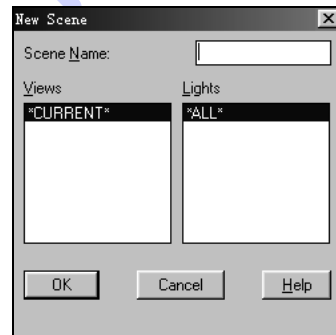 New Scene
Scene Name:
Views Lights
*CURRENT* *ALL*
OK Cancel Help